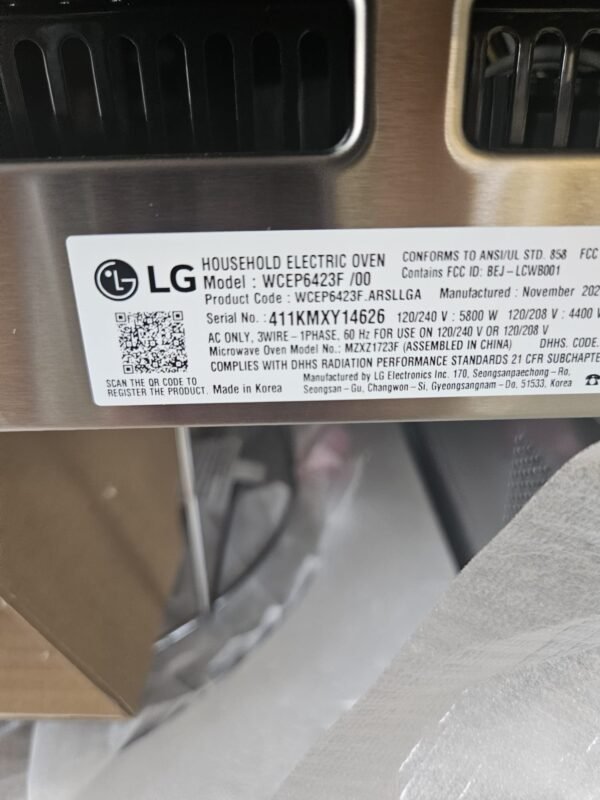 LG
HOUSEHOLD ELECTRIC OVEN
Model : WCEP6423F /00
Product Code : WCEP6423F.ARSLLGA
Serial No. : 411KMXY14626
CONFORMS TO ANSI/UL STD. 858 FCC
Contains FCC ID: BEJ-LCWB001
Manufactured : November 202
120/240 V : 5800 W 120/208 V : 4400 W
AC ONLY, 3WIRE-1PHASE, 60 Hz FOR USE ON 120/240 V OR 120/208 V
Microwave Oven Model No.: MZXZ1723F (ASSEMBLED IN CHINA) DHHS. CODE.
COMPLIES WITH DHHS RADIATION PERFORMANCE STANDARDS 21 CFR SUBCHAPTE
SCAN THE QR CODE TO
REGISTER THE PRODUCT.
Made in Korea
Manufactured by LG Electronics Inc. 170, Seongsanpaechong-Ro,
Seongsan-Gu, Changwon-Si, Gyeongsangnam-Do, 51533, Korea